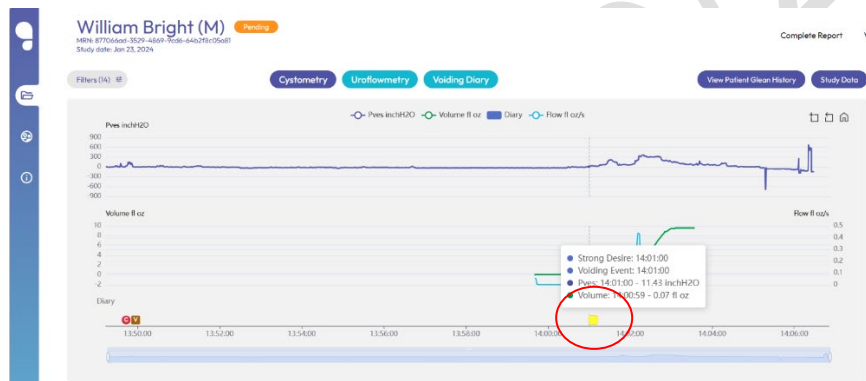 William Bright (M) Pending
MRN: 877066ad-3529-4869-9cd6-64b2f8c05a81
Study date: Jan 23, 2024
Complete Report
Filters (14)
Cystometry Uroflowmetry Voiding Diary
View Patient Glean History Study Data
Pves inchH2O Volume fl oz Diary Flow fl oz/s
Pves inchH2O
900
600
300
0
-300
-600
900
Volume fl oz Flow fl oz/s
10 0.5
8 0.4
6 0.3
4 0.2
2 0.1
0 0
-2
Strong Desire: 14:01:00
Voiding Event: 14:01:00
Pves: 14:01:00 - 11.43 inchH2O
Volume: 14:00:59 - 0.07 fl oz
Diary
C V
13:50:00 13:52:00 13:54:00 13:56:00 13:58:00 14:00:00 14:02:00 14:04:00 14:06:00